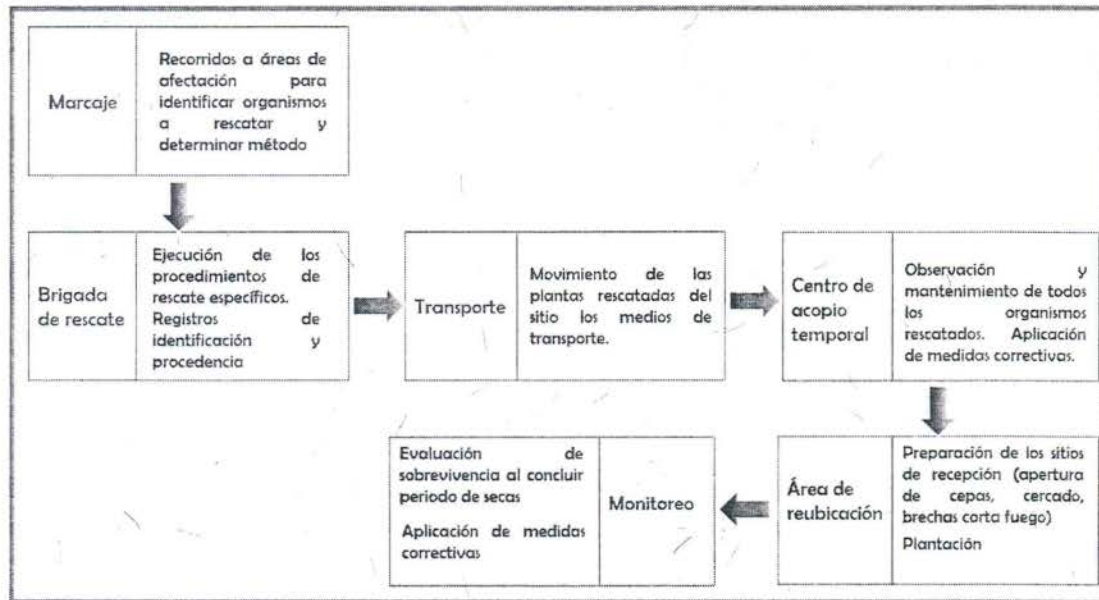 Marcaje
Recorridos a áreas de
afectación para
identificar organismos
a rescatar y
determinar método
Brigada
de rescate
Ejecución de los
procedimientos de
rescate específicos.
Registros de
identificación y
procedencia
Transporte
Movimiento de las
plantas rescatadas del
sitio los medios de
transporte.
Centro de
acopio
temporal
Observación y
mantenimiento de todos
los organismos
rescatados. Aplicación
de medidas correctivas.
Área de
reubicación
Preparación de los sitios
de recepción (apertura
de cepas, cercado,
brechas corta fuego)
Plantación
Monitoreo
Evaluación de
sobrevivencia al concluir
periodo de secas
Aplicación de medidas
correctivas